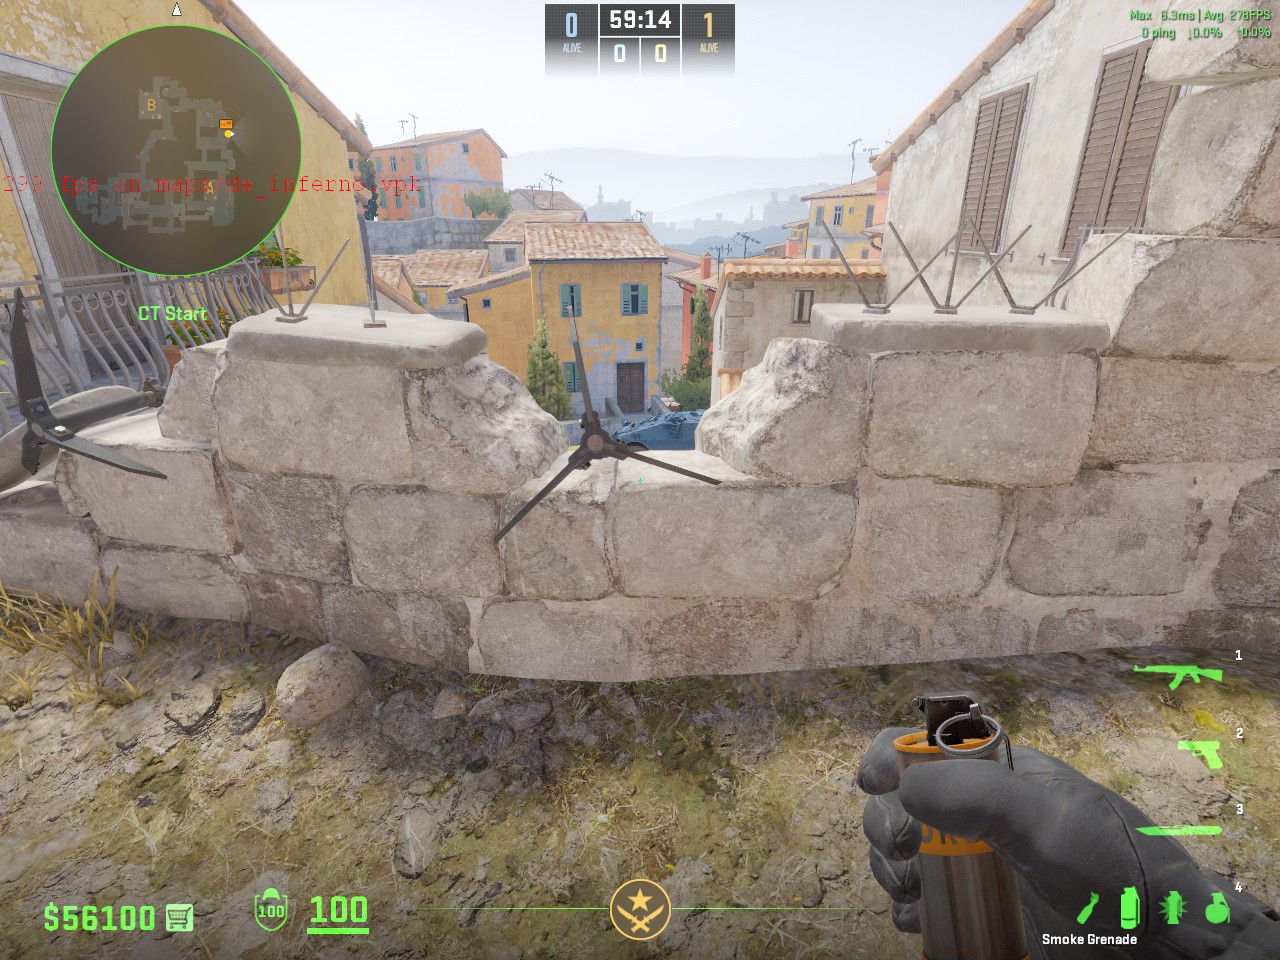 0 59:14 1
ALIVE 0 0 ALIVE
Max 6.3ms | Avg 278FPS
0 ping ↓0.0% ↑0.0%
B
A
299 fps on maps/de_inferno.vpk
CT Start
1
2
3
4
$56100
100
100
Smoke Grenade